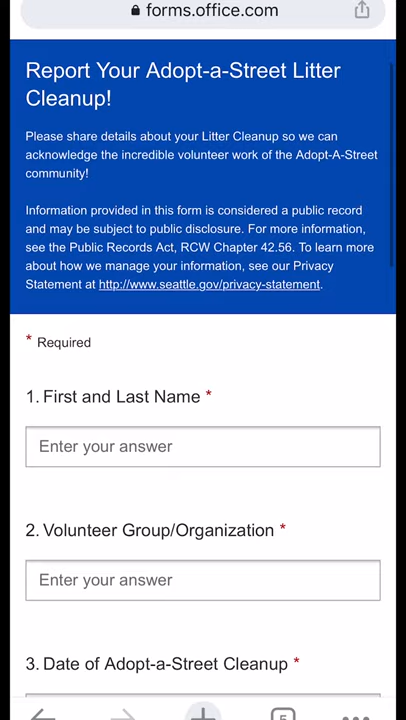 forms.office.com
Report Your Adopt-a-Street Litter
Cleanup!
Please share details about your Litter Cleanup so we can
acknowledge the incredible volunteer work of the Adopt-A-Street
community!
Information provided in this form is considered a public record
and may be subject to public disclosure. For more information,
see the Public Records Act, RCW Chapter 42.56. To learn more
about how we manage your information, see our Privacy
Statement at http://www.seattle.gov/privacy-statement.
* Required
1. First and Last Name *
Enter your answer
2. Volunteer Group/Organization *
Enter your answer
3. Date of Adopt-a-Street Cleanup *
5